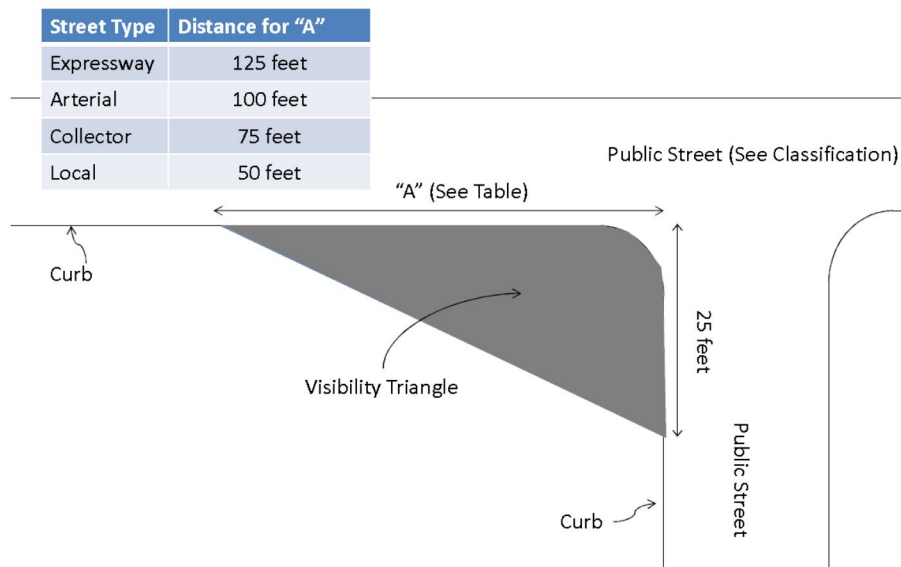 Street Type Distance for “A”
Expressway 125 feet
Arterial 100 feet
Collector 75 feet
Local 50 feet
Public Street (See Classification)
“A” (See Table)
Curb
25 feet
Visibility Triangle
Public Street
Curb